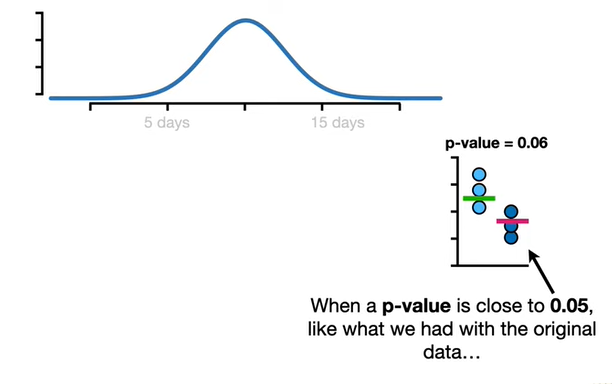 5 days
15 days
p-value = 0.06
When a p-value is close to 0.05,
like what we had with the original
data...